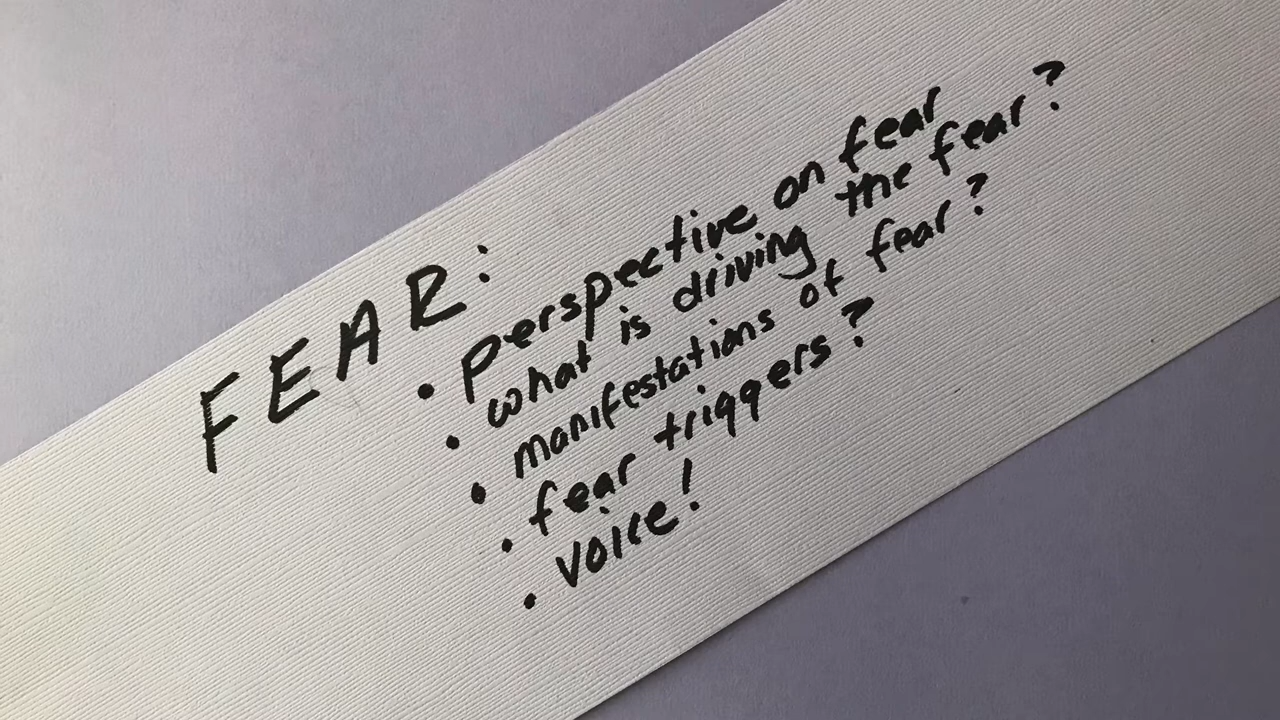 FEAR:
• perspective on fear
• what is driving the fear?
• manifestations of fear?
• fear triggers?
• voice!